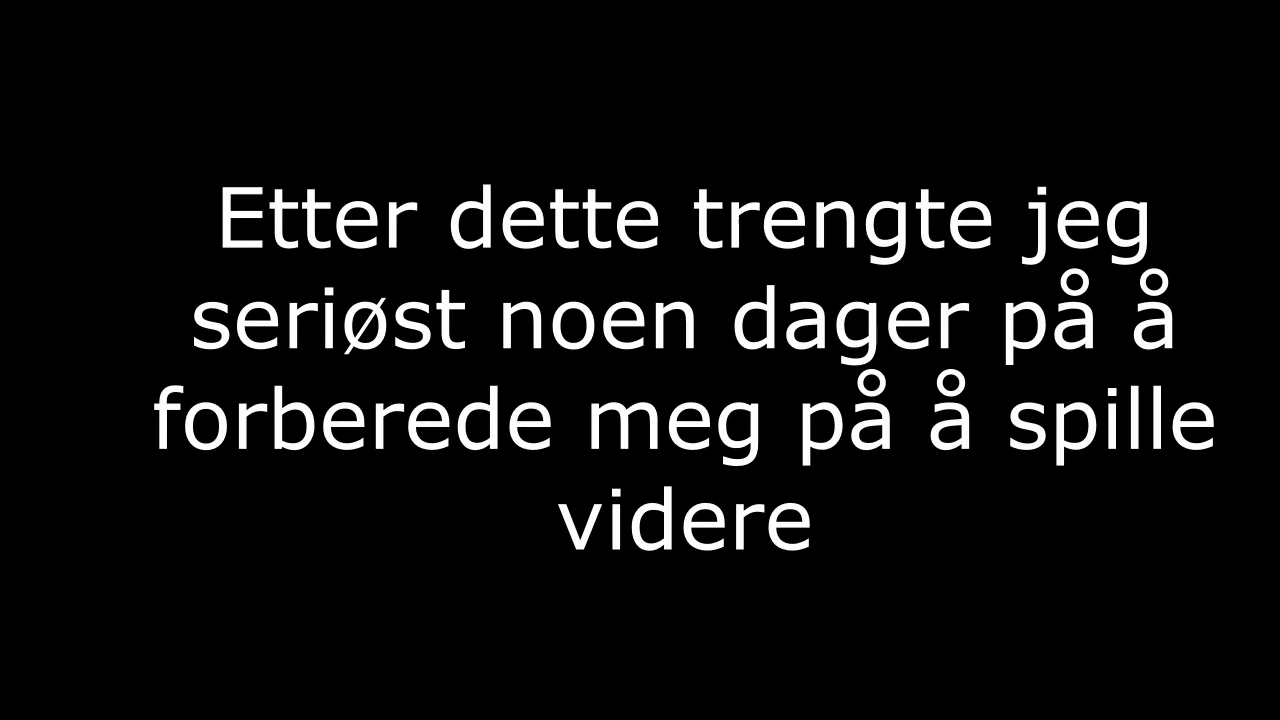 Etter dette trengte jeg
seriøst noen dager på å
forberede meg på å spille
videre